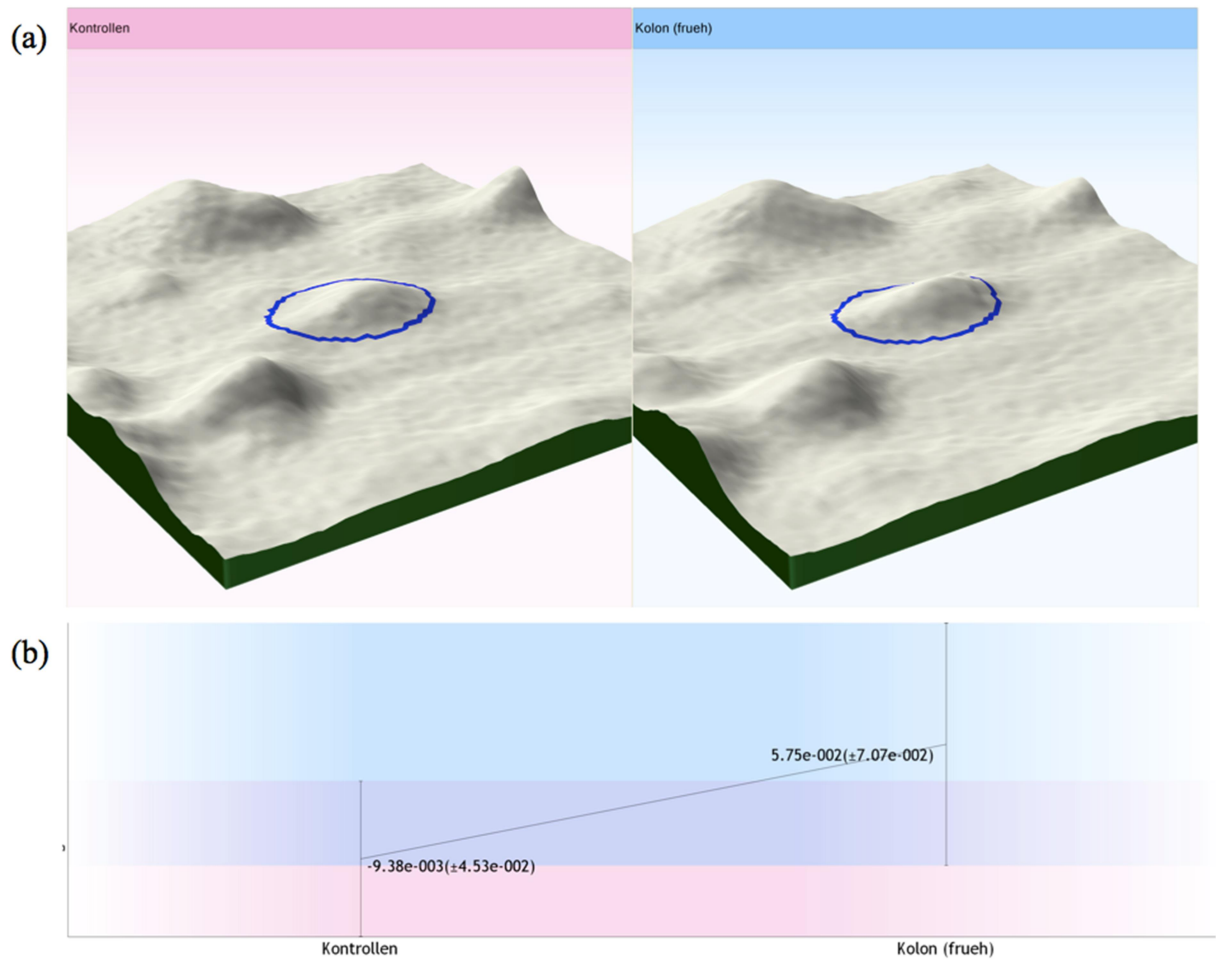 (a)
Kontrollen
Kolon (frueh)
(b)
5.75e-002(±7.07e-002)
-9.38e-003(±4.53e-002)
Kontrollen
Kolon (frueh)